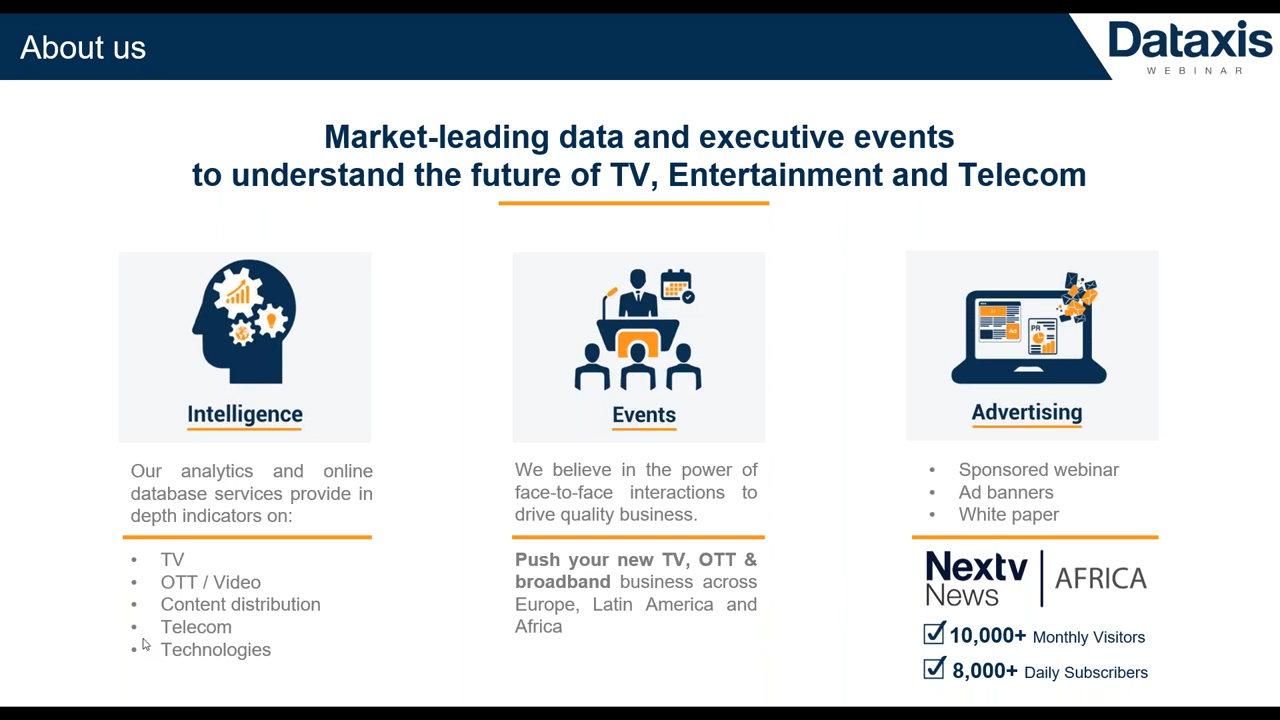 About us
Dataxis
WEBINAR
Market-leading data and executive events
to understand the future of TV, Entertainment and Telecom
Intelligence
Our analytics and online
database services provide in
depth indicators on:
• TV
• OTT / Video
• Content distribution
• Telecom
• Technologies
Events
We believe in the power of
face-to-face interactions to
drive quality business.
Push your new TV, OTT &
broadband business across
Europe, Latin America and
Africa
PR
Ad
Advertising
• Sponsored webinar
• Ad banners
• White paper
Nextv
News
AFRICA
10,000+ Monthly Visitors
8,000+ Daily Subscribers